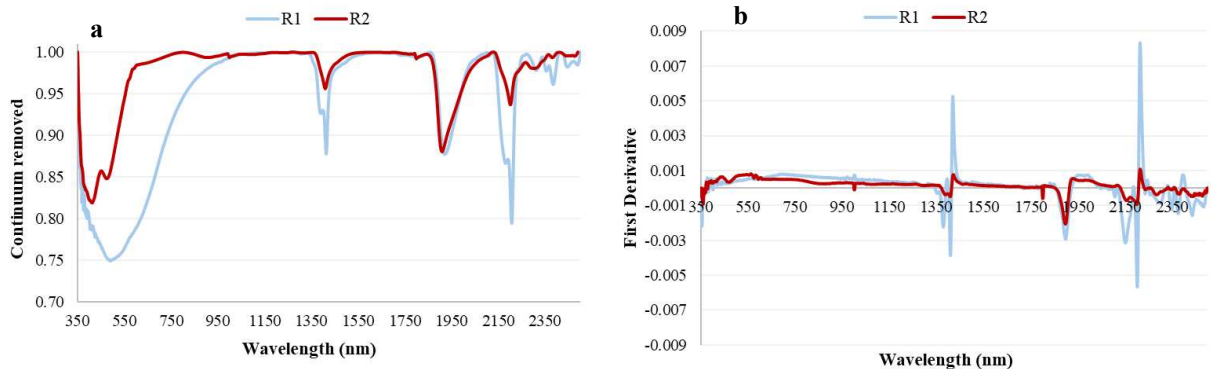 a
R1 R2
1.00
0.95
0.90
0.85
0.80
0.75
0.70
350 550 750 950 1150 1350 1550 1750 1950 2150 2350
Continuum removed
Wavelength (nm)
b
R1 R2
0.009
0.007
0.005
0.003
0.001
-0.001
-0.003
-0.005
-0.007
-0.009
350 550 750 950 1150 1350 1550 1750 1950 2150 2350
First Derivative
Wavelength (nm)